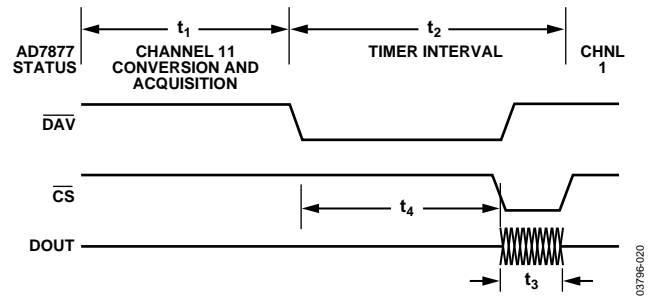 t1
t2
AD7877
STATUS
CHANNEL 11
CONVERSION AND
ACQUISITION
TIMER INTERVAL
CHNL
1
DAV
CS
t4
DOUT
t3
03796-020